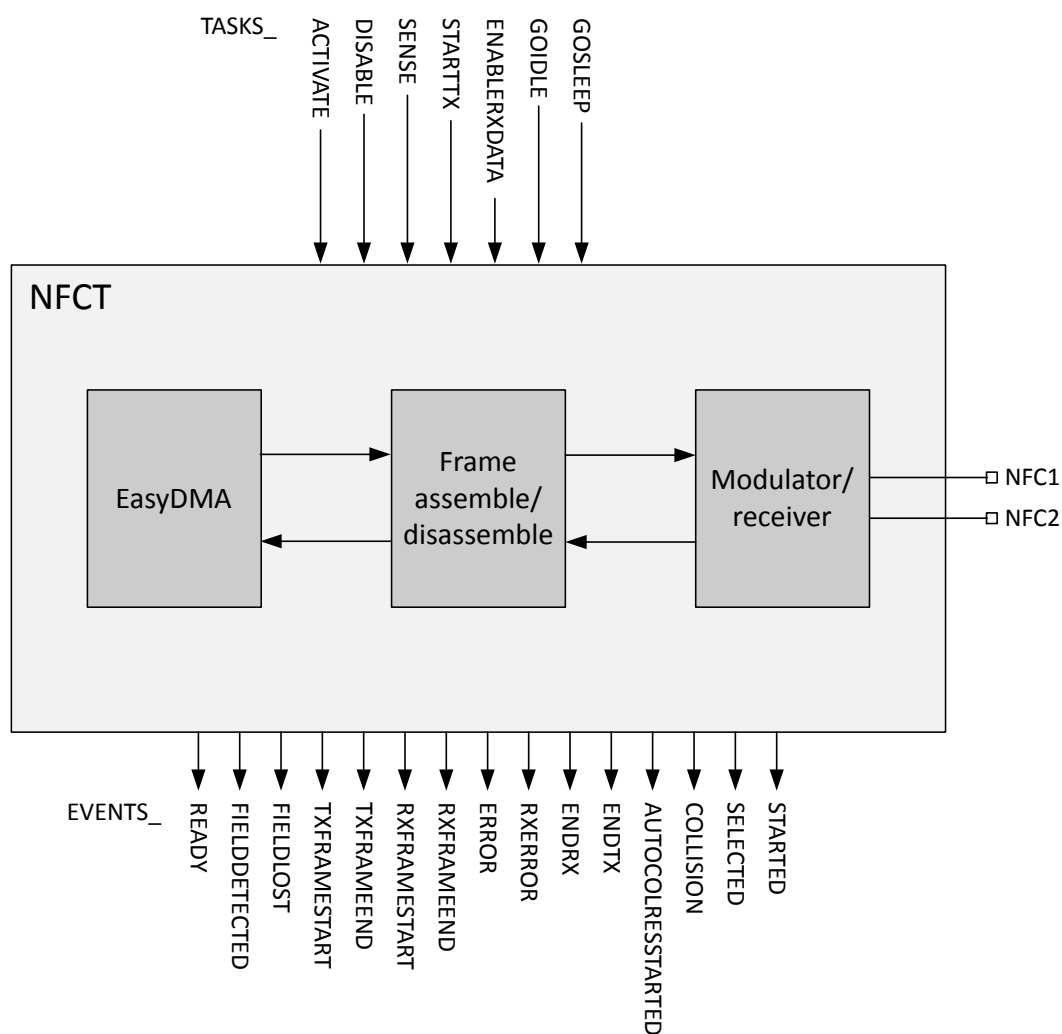 TASKS_
ACTIVATE
DISABLE
SENSE
STARTTX
ENABLERXDATA
GOIDLE
GOSLEEP
NFCT
EasyDMA
Frame
assemble/
disassemble
Modulator/
receiver
NFC1
NFC2
EVENTS_
READY
FIELDDETECTED
FIELDLOST
TXFRAMESTART
TXFRAMEEND
RXFRAMESTART
RXFRAMEEND
ERROR
RXERROR
ENDRX
ENDTX
AUTOCOLRESSTARTED
COLLISION
SELECTED
STARTED